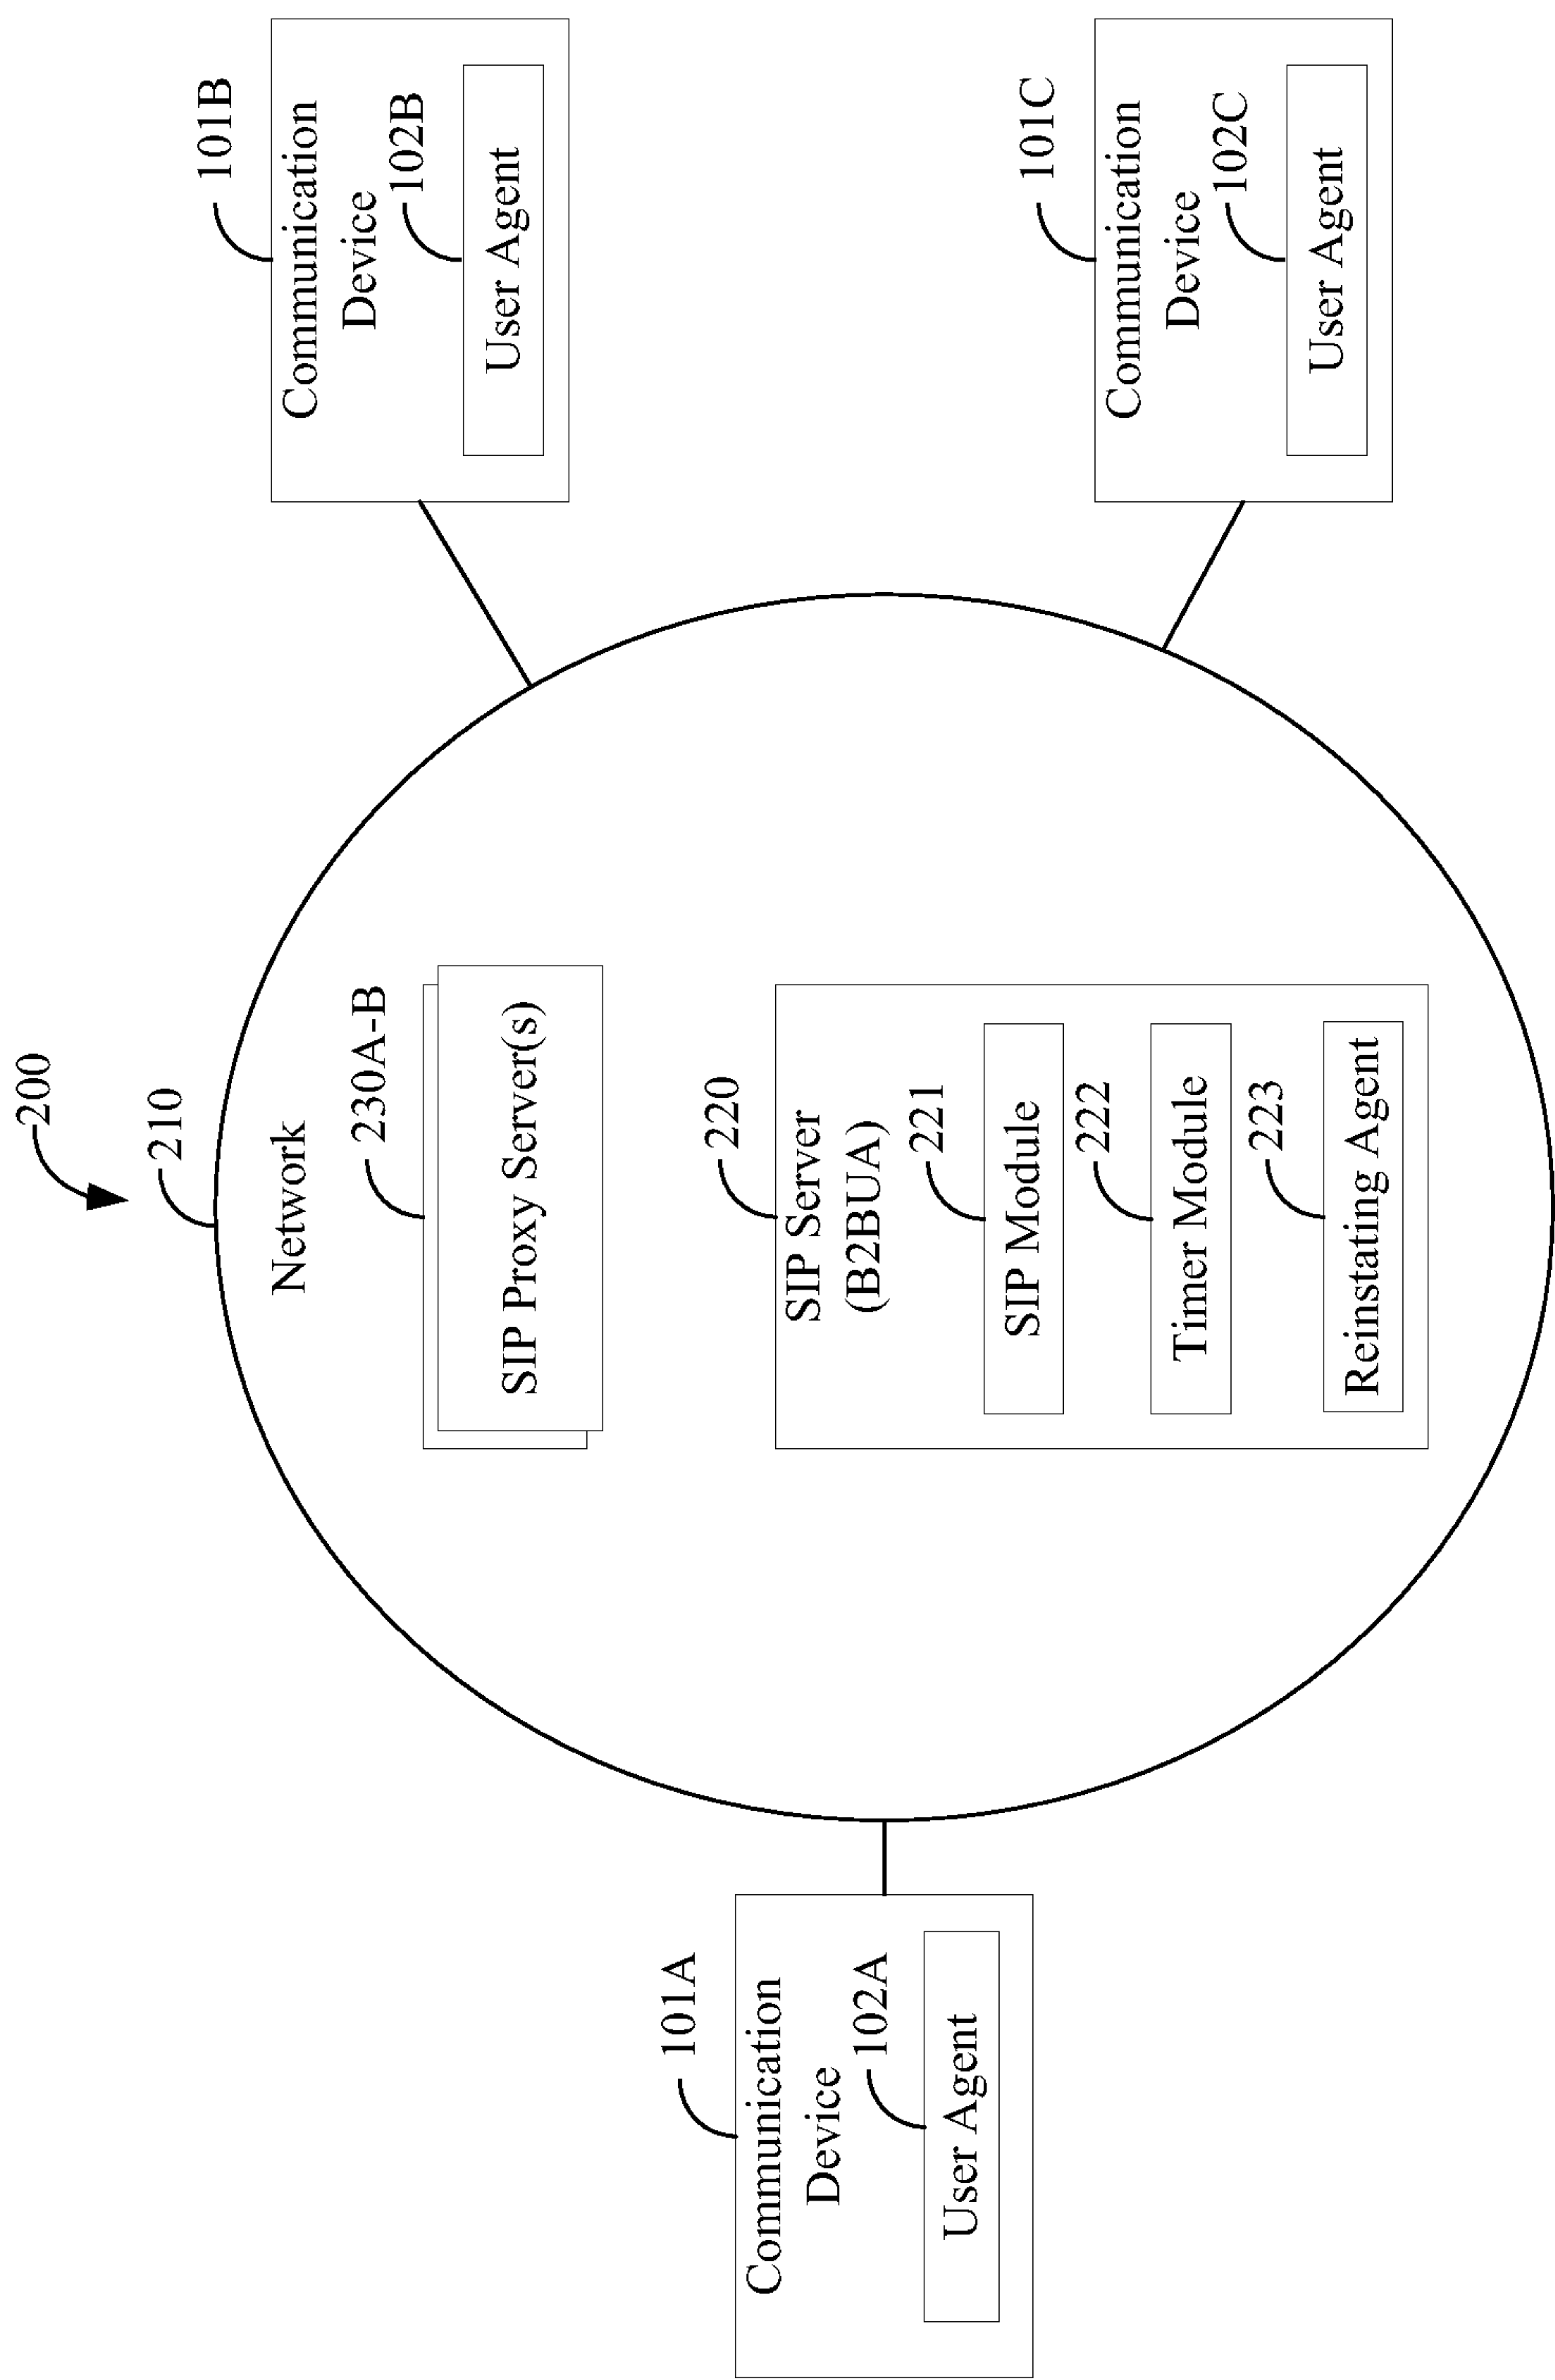 200
210
Network
230A-B
SIP Proxy Server(s)
220
SIP Server
(B2BUA)
221
SIP Module
222
Timer Module
223
Reinstating Agent
101A
Communication
Device
102A
User Agent
101B
Communication
Device
102B
User Agent
101C
Communication
Device
102C
User Agent